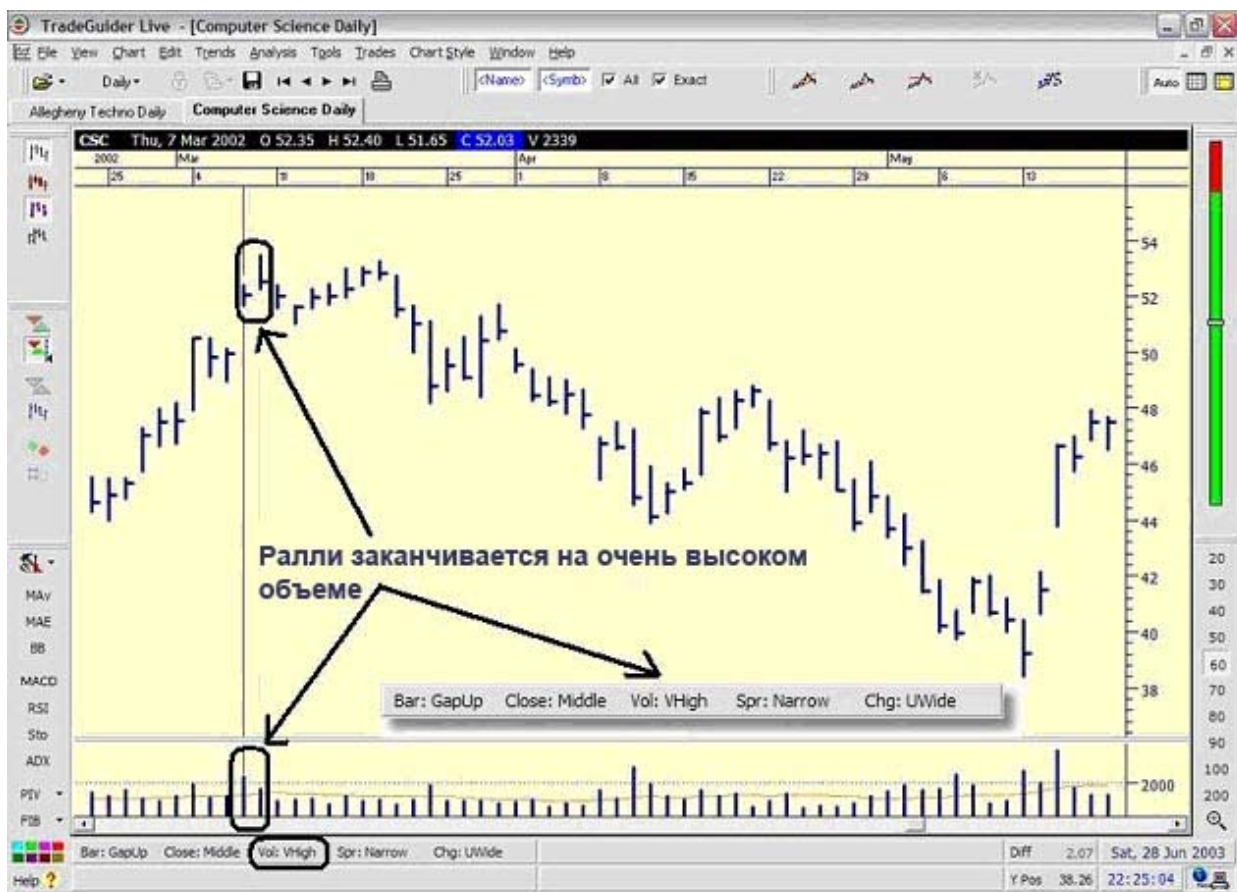 TradeGuider Live - [Computer Science Daily]
File View Chart Edit Trends Analysis Tools Trades Chart Style Window Help
Daily <Name> <Symb> All Exact Auto
Allegheny Techno Daily Computer Science Daily
CSC Thu, 7 Mar 2002 O 52.35 H 52.40 L 51.65 C 52.03 V 2339
2002 Mar Apr May
25 4 11 18 25 1 8 15 22 29 6 13
54
52
50
48
46
44
42
40
38
Ралли заканчивается на очень высоком
объеме
Bar: GapUp Close: Middle Vol: VHigh Spr: Narrow Chg: UWide
2000
MAv
MAE
BB
MACD
RSI
Sto
ADX
PIV
FIB
20
30
40
50
60
70
80
90
100
200
Bar: GapUp Close: Middle Vol: VHigh Spr: Narrow Chg: UWide Diff 2.07 Sat, 28 Jun 2003
Help ? Y Pos 38.26 22:25:04